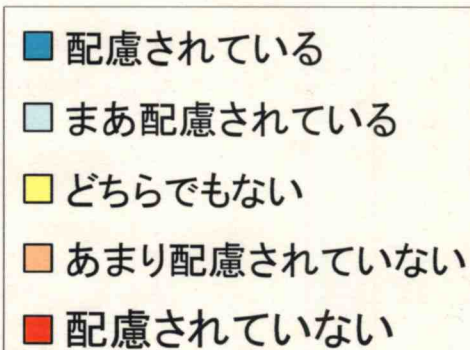 配慮されている
まあ配慮されている
どちらでもない
あまり配慮されていない
配慮されていない